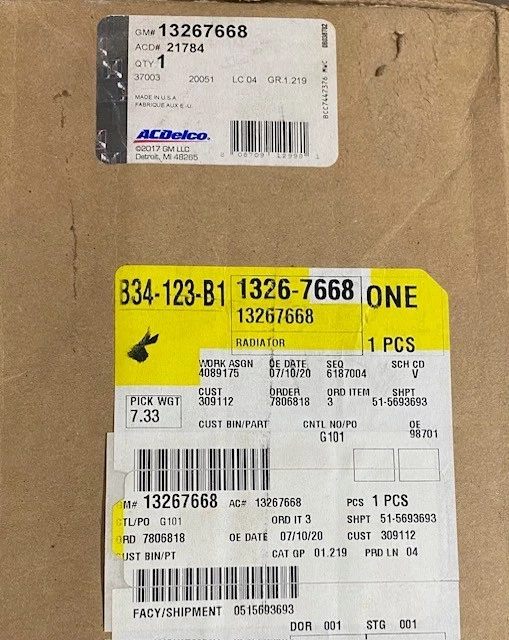 GM# 13267668
ACD# 21784
QTY 1
37003 20051 LC 04 GR.1.219
MADE IN U.S.A
FABRIQUE AUX E.-U.
ACDelco.
©2017 GM LLC
Detroit, MI 48265
BCC7447376 MWC
B34-123-B1 1326-7668 ONE
13267668
RADIATOR 1 PCS
WORK ASGN OE DATE SEQ SCH CD
4089175 07/10/20 6187004 V
CUST ORDER ORD ITEM SHPT
309112 7806818 3 51-5693693
PICK WGT
7.33
CUST BIN/PART CNTL NO/PO OE
G101 98701
M# 13267668 AC# 13267668 PCS 1 PCS
CTL/PO G101 ORD IT 3 SHPT 51-5693693
ORD 7806818 OE DATE 07/10/20 CUST 309112
CUST BIN/PT CAT GP 01.219 PRD LN 04
FACY/SHIPMENT 0515693693
DOR 001 STG 001